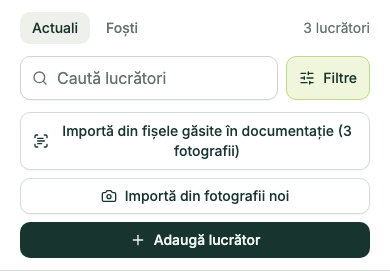 Actuali Foști 3 lucrători
Caută lucrători Filtre
Importă din fișele găsite în documentație (3
fotografii)
Importă din fotografii noi
Adaugă lucrător